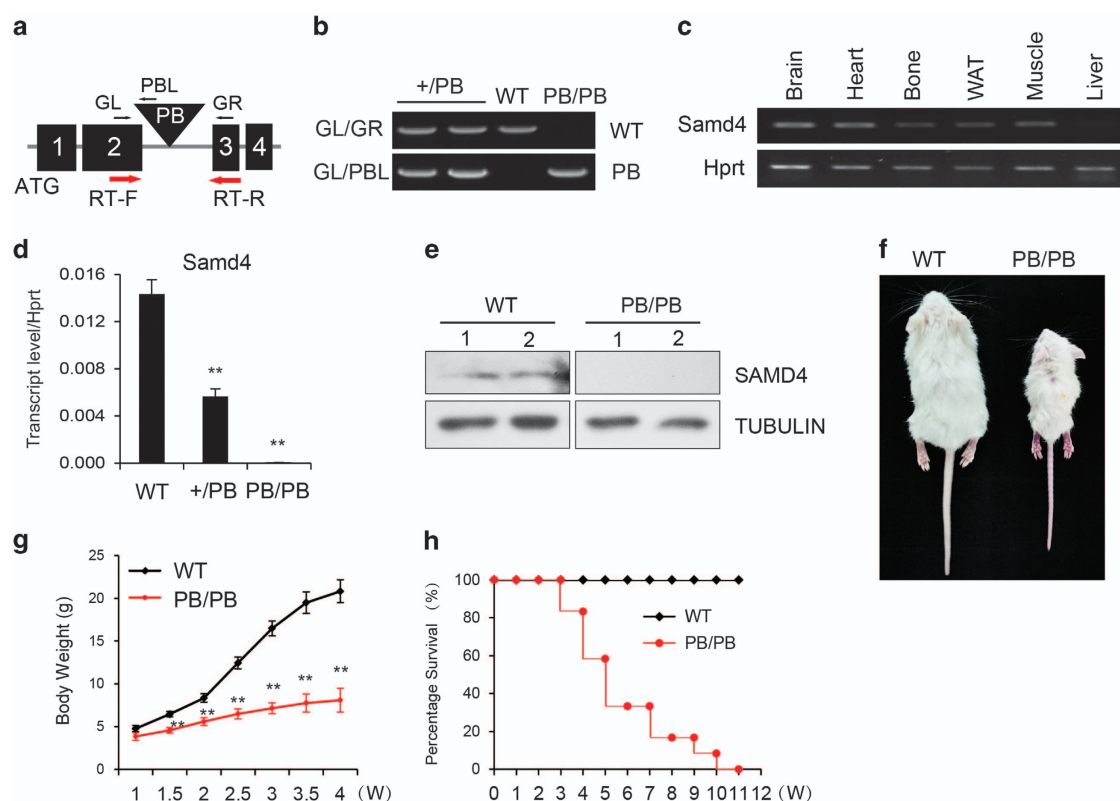 a
PBL
GL
PB
GR
1
2
3
4
ATG
RT-F
RT-R
b
+/PB
WT
PB/PB
GL/GR
WT
GL/PBL
PB
c
Brain
Heart
Bone
WAT
Muscle
Liver
Samd4
Hprt
d
Samd4
Transcript level/Hprt
0.016
0.012
0.008
0.004
0.000
**
**
WT
+/PB
PB/PB
e
WT
PB/PB
1
2
1
2
SAMD4
TUBULIN
f
WT
PB/PB
g
Body Weight (g)
25
20
15
10
5
0
WT
PB/PB
**
**
**
**
**
**
1
1.5
2
2.5
3
3.5
4
(W)
h
Percentage Survival (%)
100
80
60
40
20
0
WT
PB/PB
0 1 2 3 4 5 6 7 8 9 10 11 12 (W)